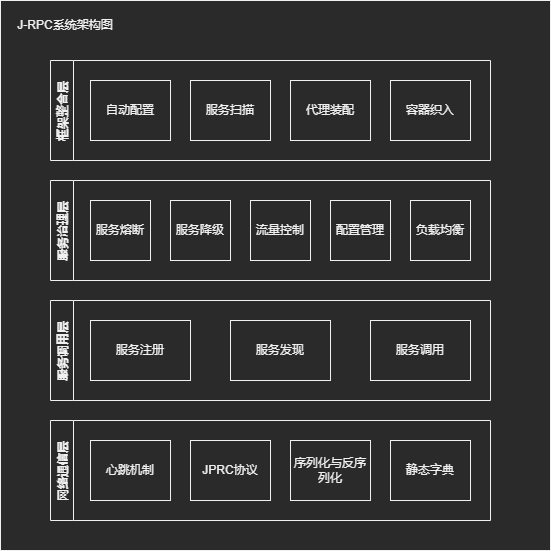 J-RPC系统架构图
框架整合层
自动配置
服务扫描
代理装配
容器织入
服务治理层
服务熔断
服务降级
流量控制
配置管理
负载均衡
服务调用层
服务注册
服务发现
服务调用
网络通信层
心跳机制
JPRC协议
序列化与反序
列化
静态字典